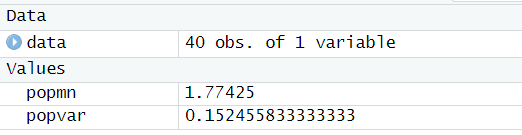 Data
data 40 obs. of 1 variable
Values
popmn 1.77425
popvar 0.152455833333333